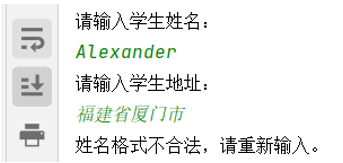 请输入学生姓名：
Alexander
请输入学生地址：
福建省厦门市
姓名格式不合法，请重新输入。